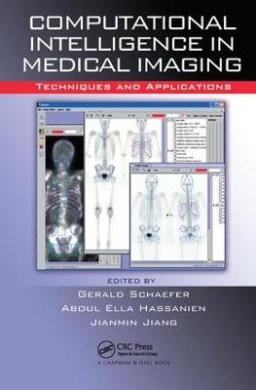 COMPUTATIONAL
INTELLIGENCE IN
MEDICAL IMAGING
TECHNIQUES AND APPLICATIONS
EDITED BY
GERALD SCHAEFER
ABOUL ELLA HASSANIEN
JIANMIN JIANG
CRC Press
Taylor & Francis Group
A CHAPMAN & HALL BOOK